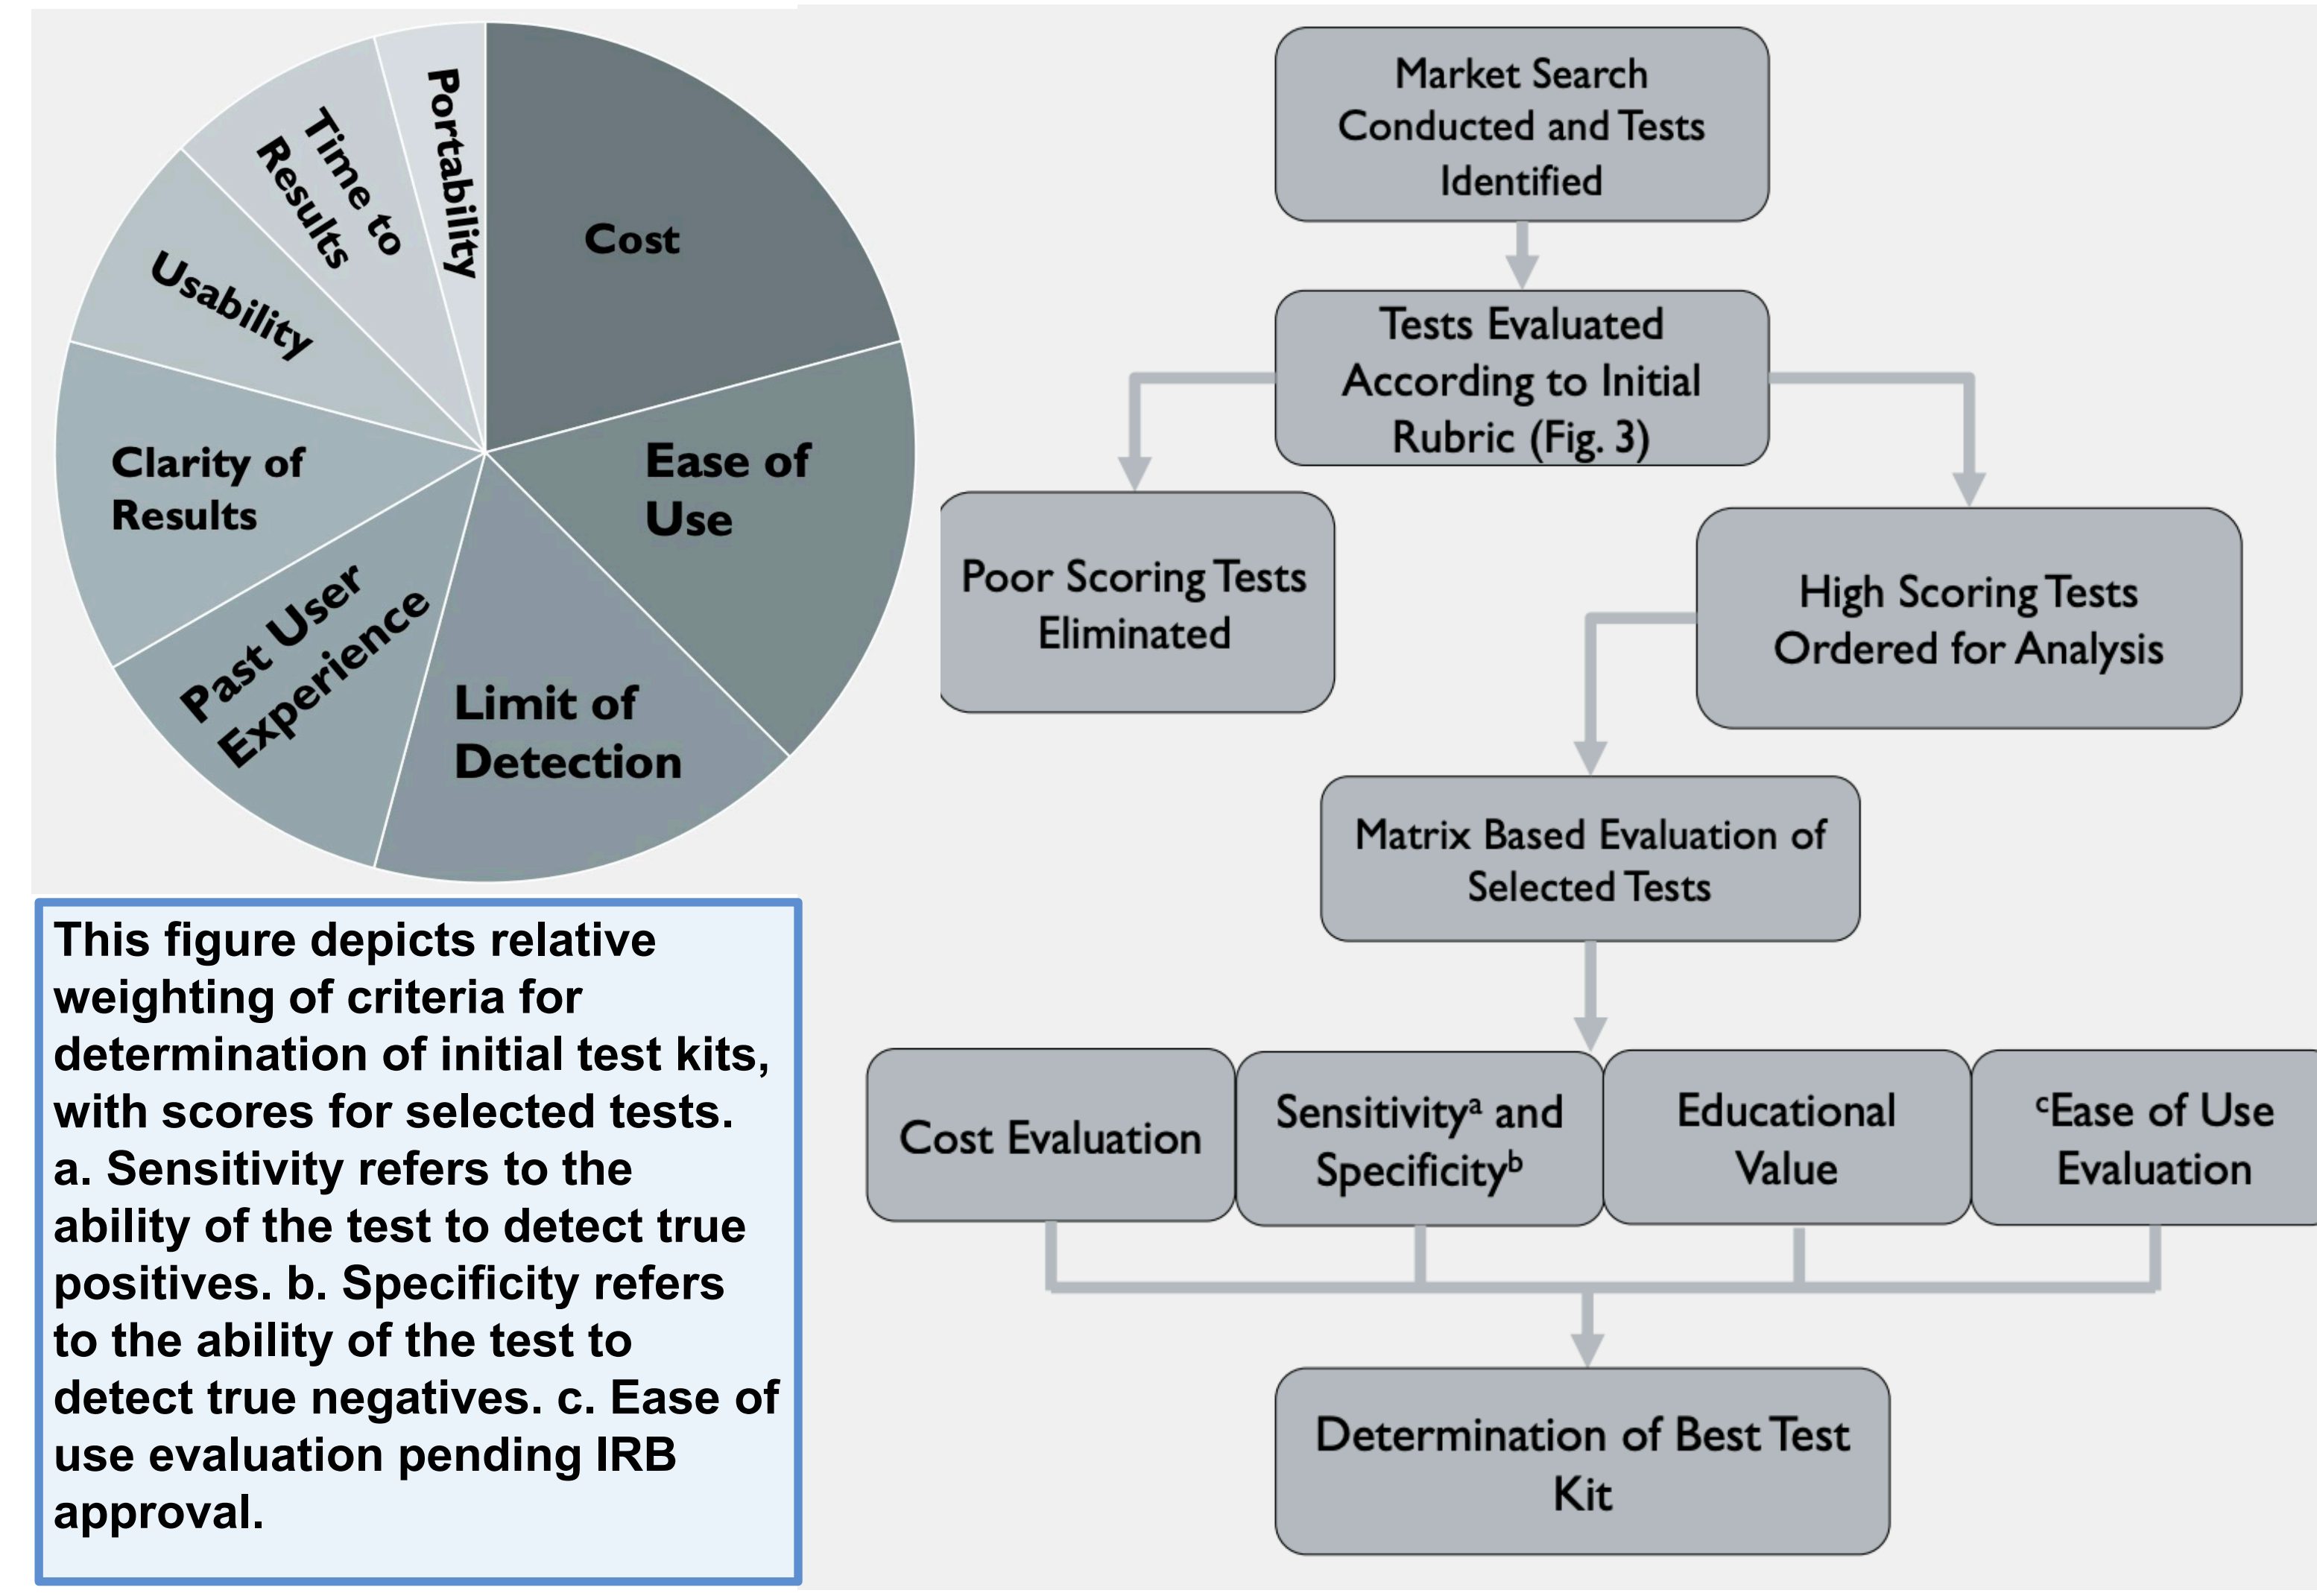 Cost
Ease of
Use
Limit of
Detection
Past User
Experience
Clarity of
Results
Usability
Time to
Results
Portability
This figure depicts relative
weighting of criteria for
determination of initial test kits,
with scores for selected tests.
a. Sensitivity refers to the
ability of the test to detect true
positives. b. Specificity refers
to the ability of the test to
detect true negatives. c. Ease of
use evaluation pending IRB
approval.
Market Search
Conducted and Tests
Identified
Tests Evaluated
According to Initial
Rubric (Fig. 3)
Poor Scoring Tests
Eliminated
High Scoring Tests
Ordered for Analysis
Matrix Based Evaluation of
Selected Tests
Cost Evaluation
Sensitivityᵃ and
Specificityᵇ
Educational
Value
ᶜEase of Use
Evaluation
Determination of Best Test
Kit